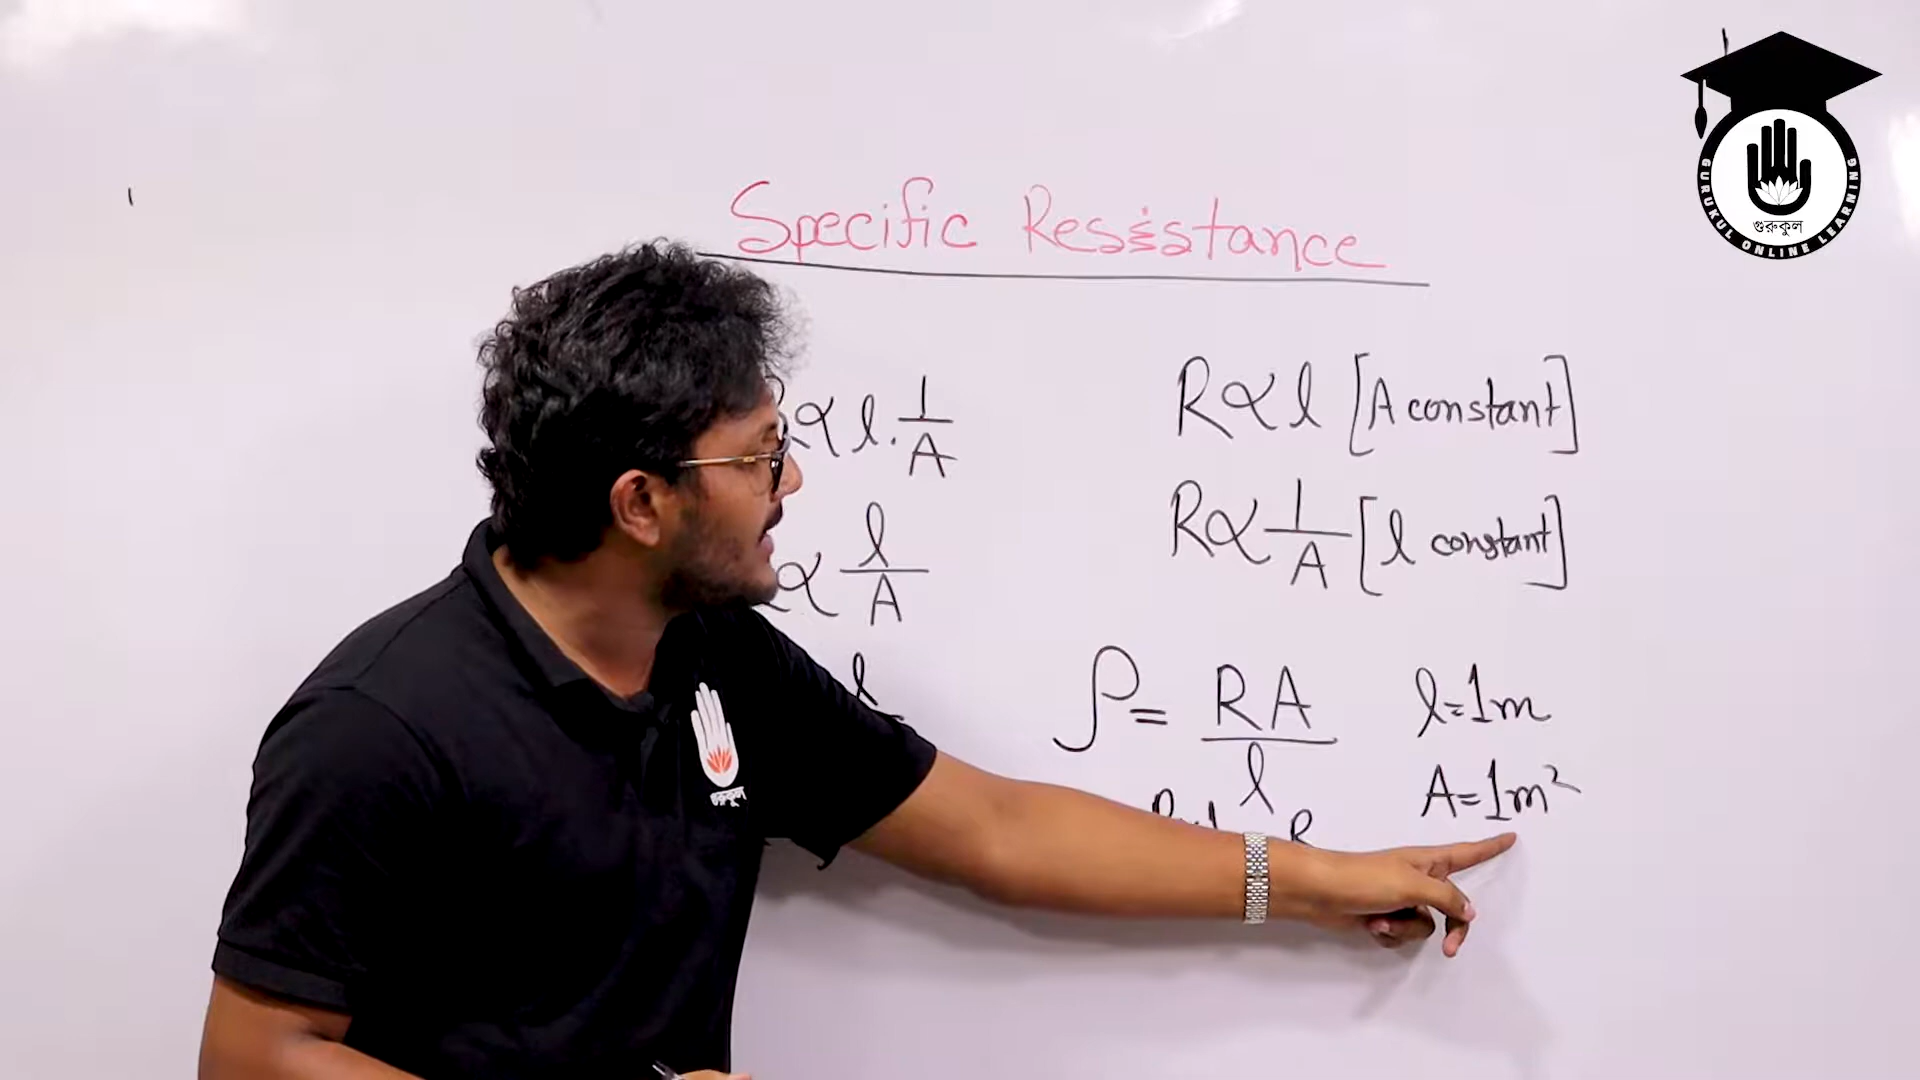 Specific Resistance
R∝l [A constant]
∝ l. 1/A
R∝ 1/A [l constant]
∝ l/A
l
ρ = RA/l
l=1m
A=1m²
R
গুরুকুল
GURUKUL ONLINE LEARNING
গুরুকুল